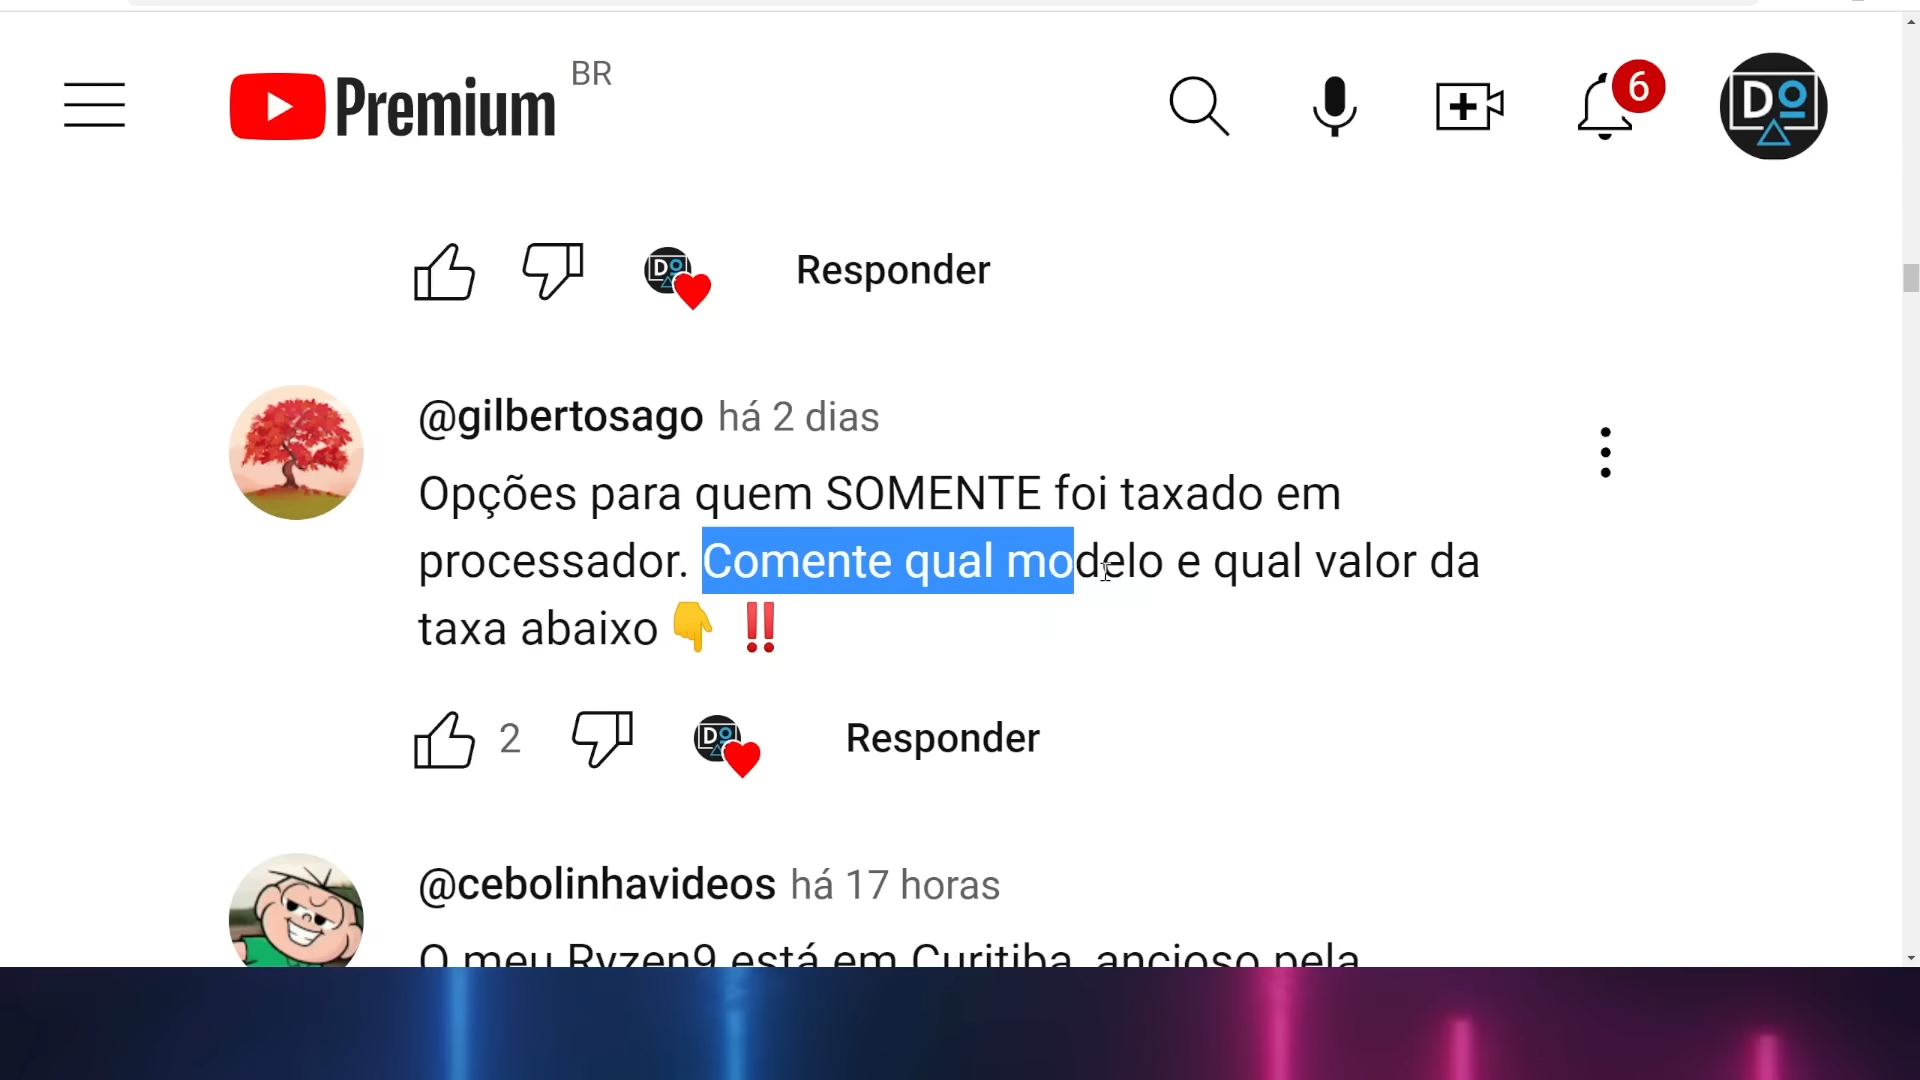 Premium BR
6
DO
Responder
@gilbertosago há 2 dias
Opções para quem SOMENTE foi taxado em
processador. Comente qual modelo e qual valor da
taxa abaixo 👇 ‼️
2
Responder
@cebolinhavideos há 17 horas
O meu Ryzen9 está em Curitiba, ancioso pela